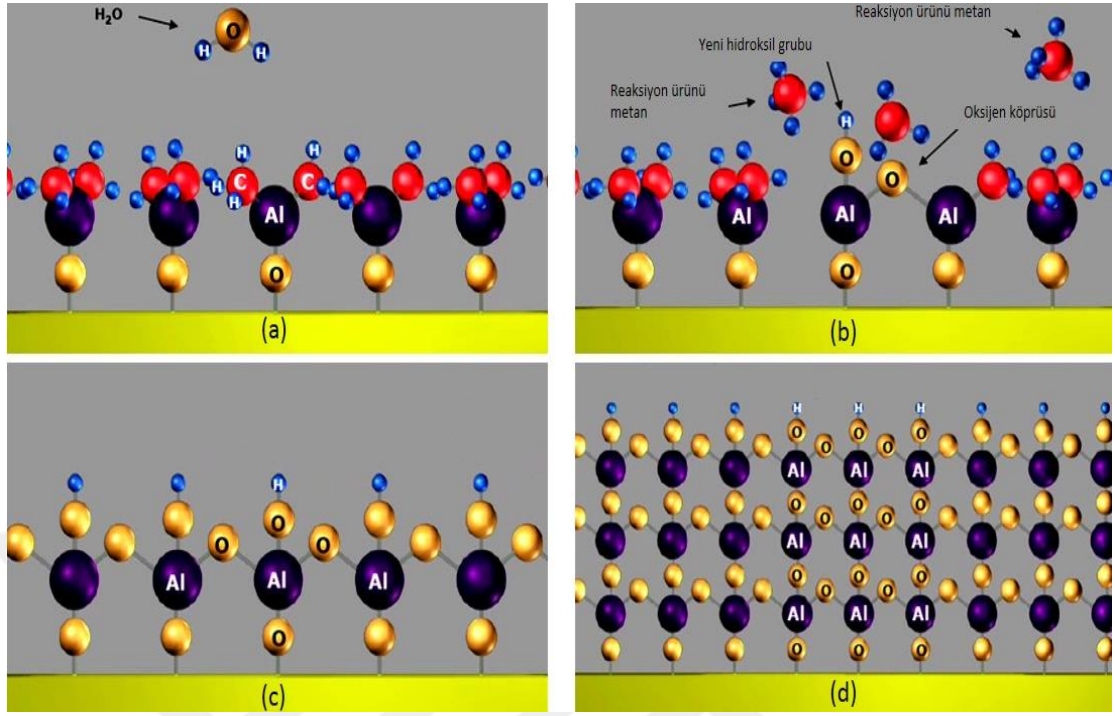 H₂O
O
H
H
H
H
C
C
H
H
Al
O
(a)
Reaksiyon ürünü metan
Yeni hidroksil grubu
Reaksiyon ürünü
metan
Oksijen köprüsü
H
O
O
Al
Al
Al
O
(b)
H
O
O
O
Al
Al
Al
O
(c)
H H H
O O O
O O
Al Al Al
O O O
O O
Al Al Al
O O O
O O
Al Al Al
O O O
(d)